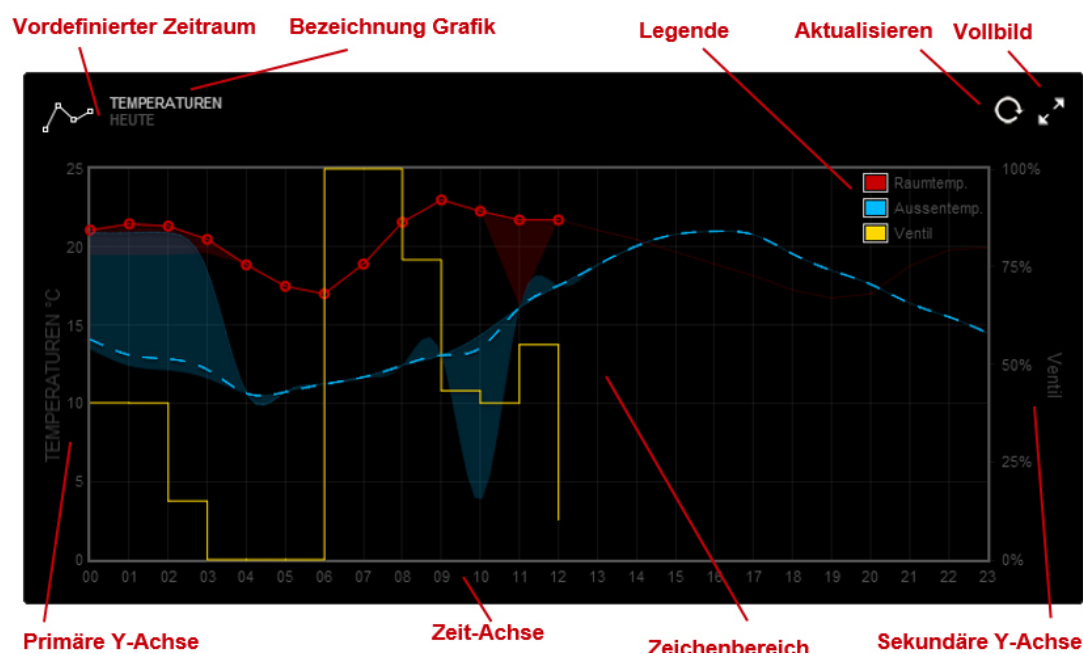 Vordefinierter Zeitraum
Bezeichnung Grafik
Legende
Aktualisieren
Vollbild
TEMPERATUREN
HEUTE
25
20
15
10
5
0
TEMPERATUREN °C
Raumtemp.
Aussentemp.
Ventil
100%
75%
50%
25%
0%
Ventil
00 01 02 03 04 05 06 07 08 09 10 11 12 13 14 15 16 17 18 19 20 21 22 23
Primäre Y-Achse
Zeit-Achse
Zeichenbereich
Sekundäre Y-Achse